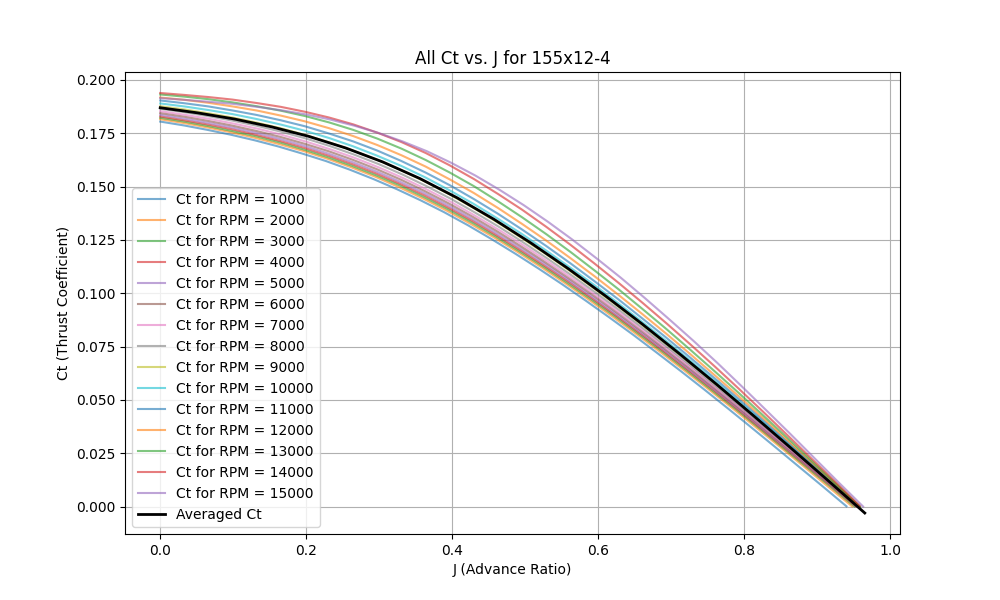 All Ct vs. J for 155x12-4
Ct (Thrust Coefficient)
0.200
0.175
0.150
0.125
0.100
0.075
0.050
0.025
0.000
Ct for RPM = 1000
Ct for RPM = 2000
Ct for RPM = 3000
Ct for RPM = 4000
Ct for RPM = 5000
Ct for RPM = 6000
Ct for RPM = 7000
Ct for RPM = 8000
Ct for RPM = 9000
Ct for RPM = 10000
Ct for RPM = 11000
Ct for RPM = 12000
Ct for RPM = 13000
Ct for RPM = 14000
Ct for RPM = 15000
Averaged Ct
0.0 0.2 0.4 0.6 0.8 1.0
J (Advance Ratio)